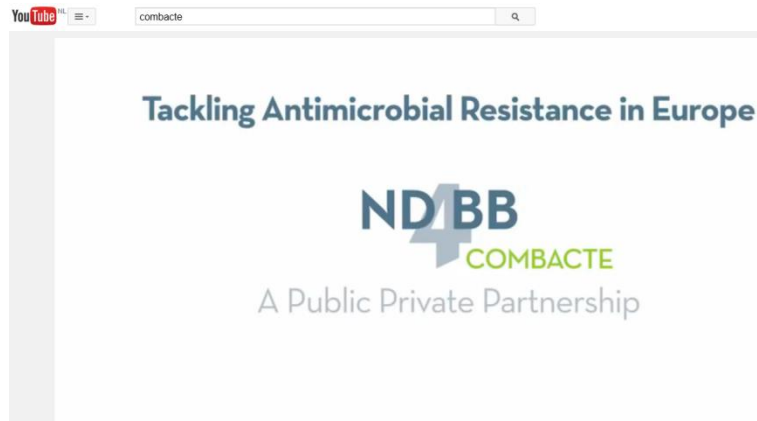 YouTube NL
combacte
Tackling Antimicrobial Resistance in Europe
ND4BB
COMBACTE
A Public Private Partnership